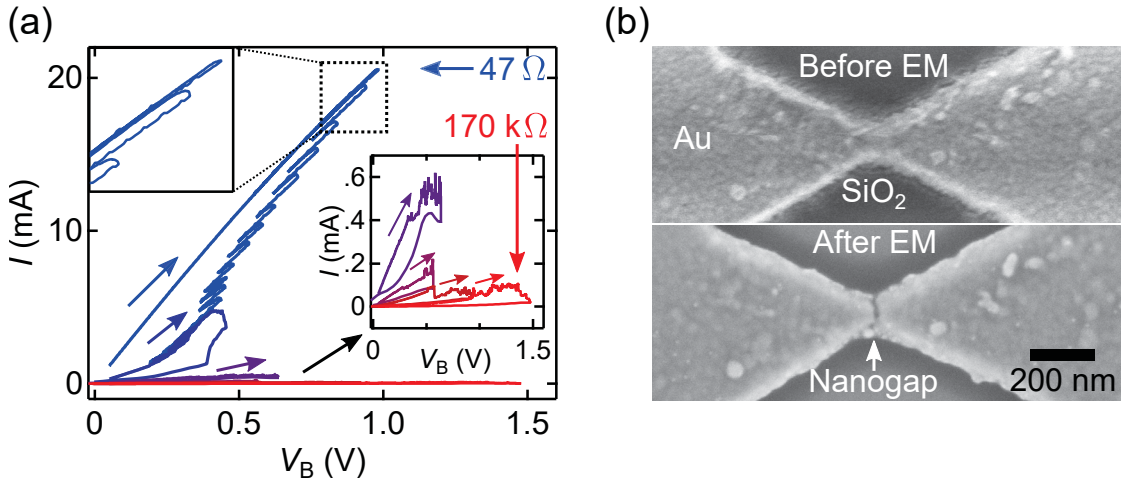 (a)
(b)
20
10
0
I (mA)
0
0.5
1.0
1.5
V_B (V)
47 Ω
170 kΩ
.6
.4
.2
0
I (mA)
0
V_B (V)
1.5
Before EM
Au
SiO₂
After EM
Nanogap
200 nm